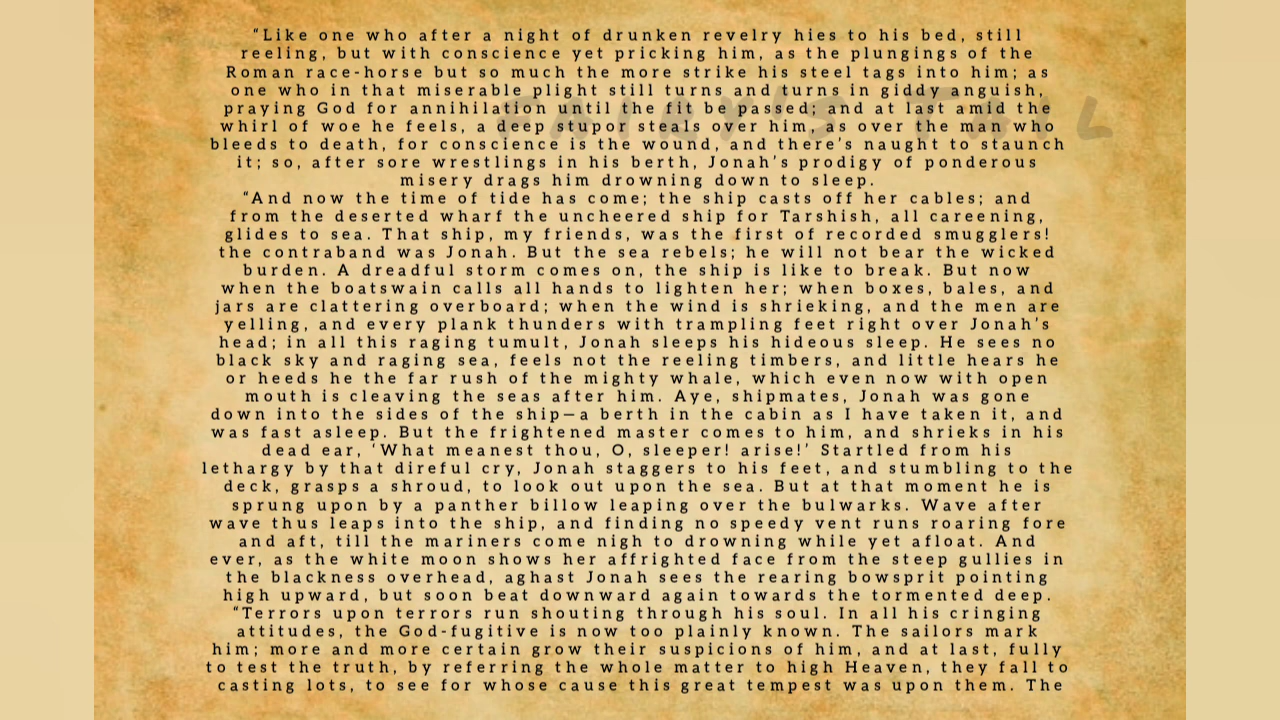 “Like one who after a night of drunken revelry hies to his bed, still
reeling, but with conscience yet pricking him, as the plungings of the
Roman race-horse but so much the more strike his steel tags into him; as
one who in that miserable plight still turns and turns in giddy anguish,
praying God for annihilation until the fit be passed; and at last amid the
whirl of woe he feels, a deep stupor steals over him, as over the man who
bleeds to death, for conscience is the wound, and there’s naught to staunch
it; so, after sore wrestlings in his berth, Jonah’s prodigy of ponderous
misery drags him drowning down to sleep.
“And now the time of tide has come; the ship casts off her cables; and
from the deserted wharf the uncheered ship for Tarshish, all careening,
glides to sea. That ship, my friends, was the first of recorded smugglers!
the contraband was Jonah. But the sea rebels; he will not bear the wicked
burden. A dreadful storm comes on, the ship is like to break. But now
when the boatswain calls all hands to lighten her; when boxes, bales, and
jars are clattering overboard; when the wind is shrieking, and the men are
yelling, and every plank thunders with trampling feet right over Jonah’s
head; in all this raging tumult, Jonah sleeps his hideous sleep. He sees no
black sky and raging sea, feels not the reeling timbers, and little hears he
or heeds he the far rush of the mighty whale, which even now with open
mouth is cleaving the seas after him. Aye, shipmates, Jonah was gone
down into the sides of the ship—a berth in the cabin as I have taken it, and
was fast asleep. But the frightened master comes to him, and shrieks in his
dead ear, ‘What meanest thou, O, sleeper! arise!’ Startled from his
lethargy by that direful cry, Jonah staggers to his feet, and stumbling to the
deck, grasps a shroud, to look out upon the sea. But at that moment he is
sprung upon by a panther billow leaping over the bulwarks. Wave after
wave thus leaps into the ship, and finding no speedy vent runs roaring fore
and aft, till the mariners come nigh to drowning while yet afloat. And
ever, as the white moon shows her affrighted face from the steep gullies in
the blackness overhead, aghast Jonah sees the rearing bowsprit pointing
high upward, but soon beat downward again towards the tormented deep.
“Terrors upon terrors run shouting through his soul. In all his cringing
attitudes, the God-fugitive is now too plainly known. The sailors mark
him; more and more certain grow their suspicions of him, and at last, fully
to test the truth, by referring the whole matter to high Heaven, they fall to
casting lots, to see for whose cause this great tempest was upon them. The